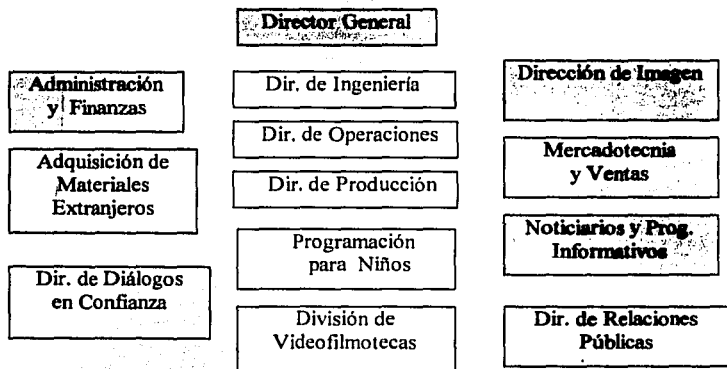 Director General
Administración
y Finanzas
Adquisición de
Materiales
Extranjeros
Dir. de Diálogos
en Confianza
Dir. de Ingeniería
Dir. de Operaciones
Dir. de Producción
Programación
para Niños
División de
Videofilmotecas
Dirección de Imagen
Mercadotecnia
y Ventas
Noticiarios y Prog.
Informativos
Dir. de Relaciones
Públicas